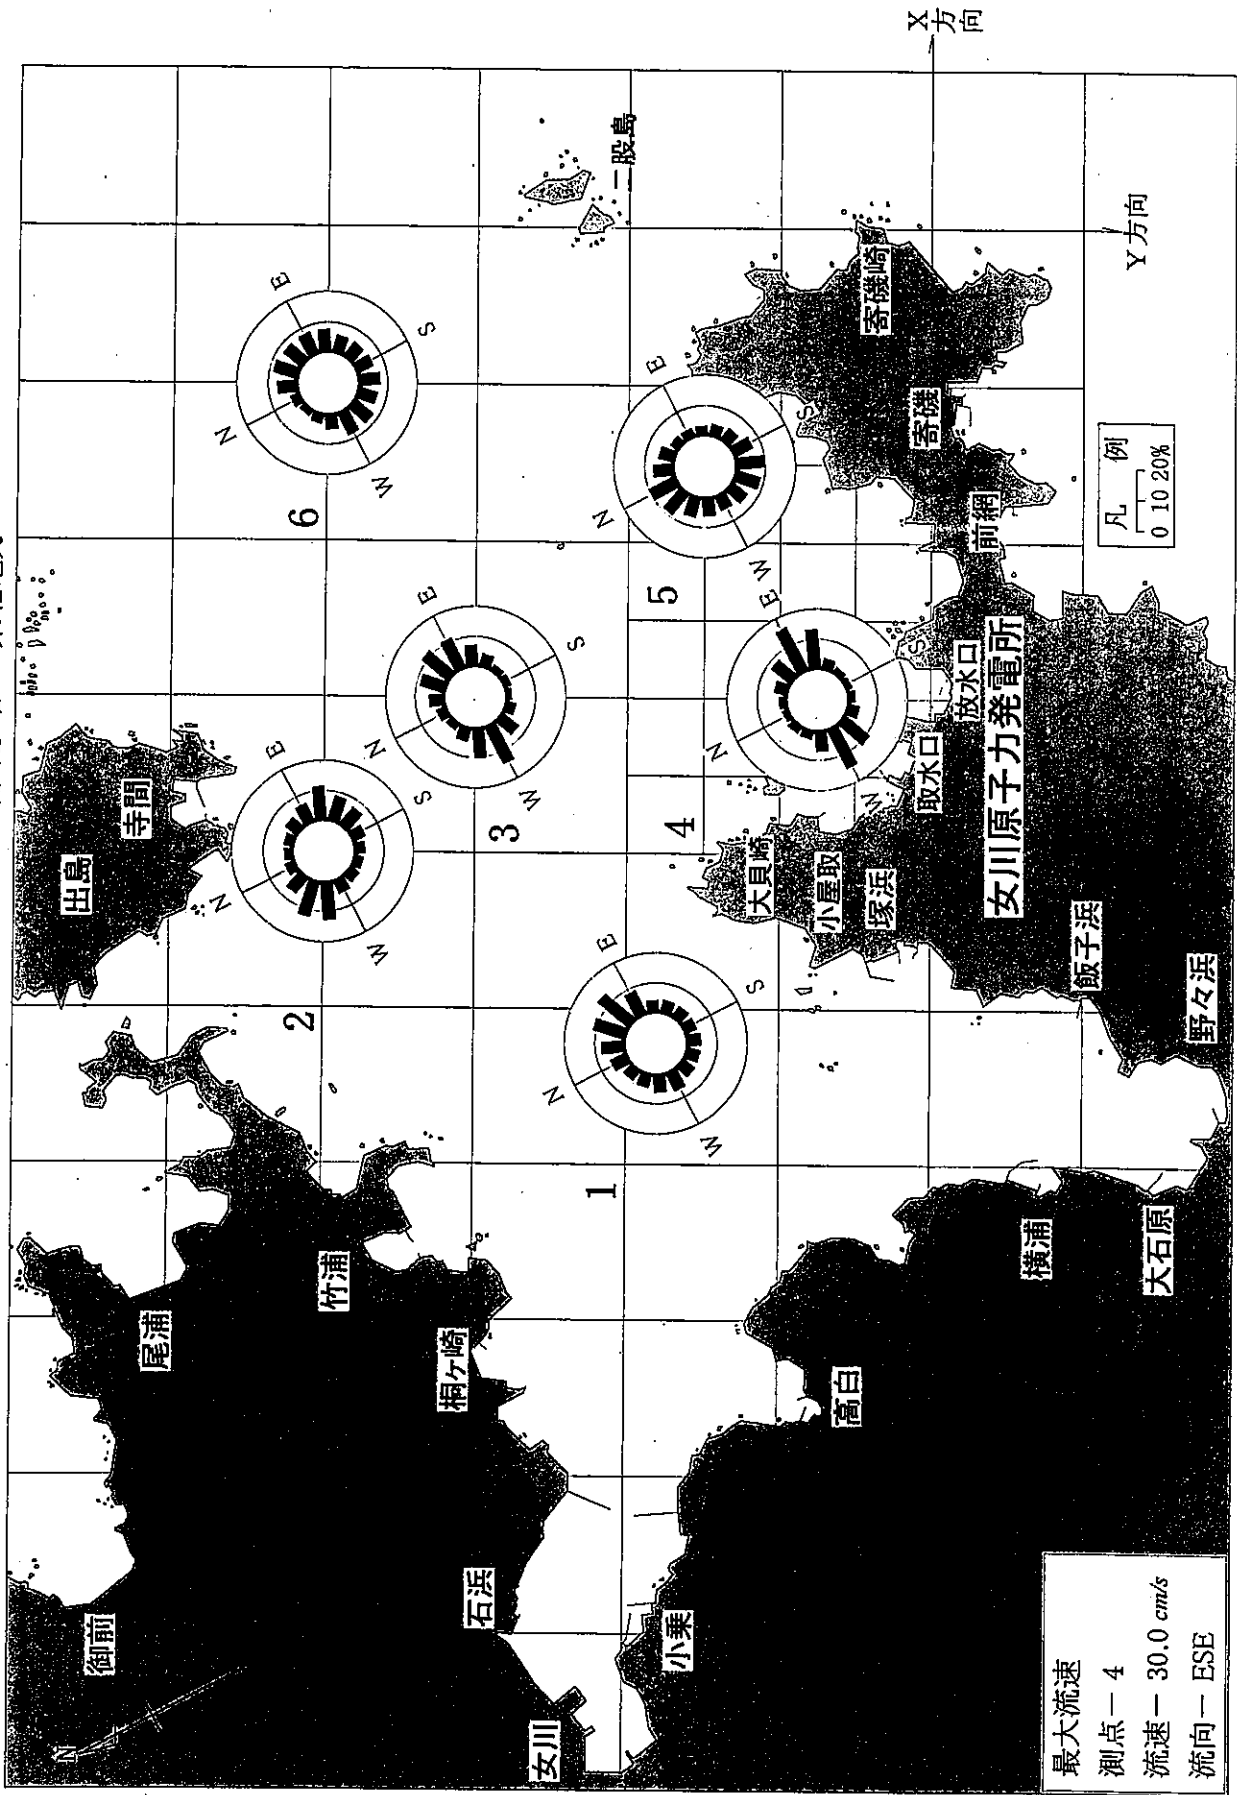 出島
寺間
御前
尾浦
竹浦
桐ヶ崎
石浜
女川
小乗
高白
横浦
大石原
野々浜
飯子浜
塚浜
小屋取
大貝崎
取水口
放水口
女川原子力発電所
前網
寄磯
寄磯崎
二股島
N
1
N
E
S
W
2
N
E
S
W
3
N
E
S
W
4
N
E
S
W
5
N
E
S
W
6
N
E
S
W
X方向
Y方向
凡 例
0 10 20%
最大流速
測点－4
流速－30.0 cm/s
流向－ESE